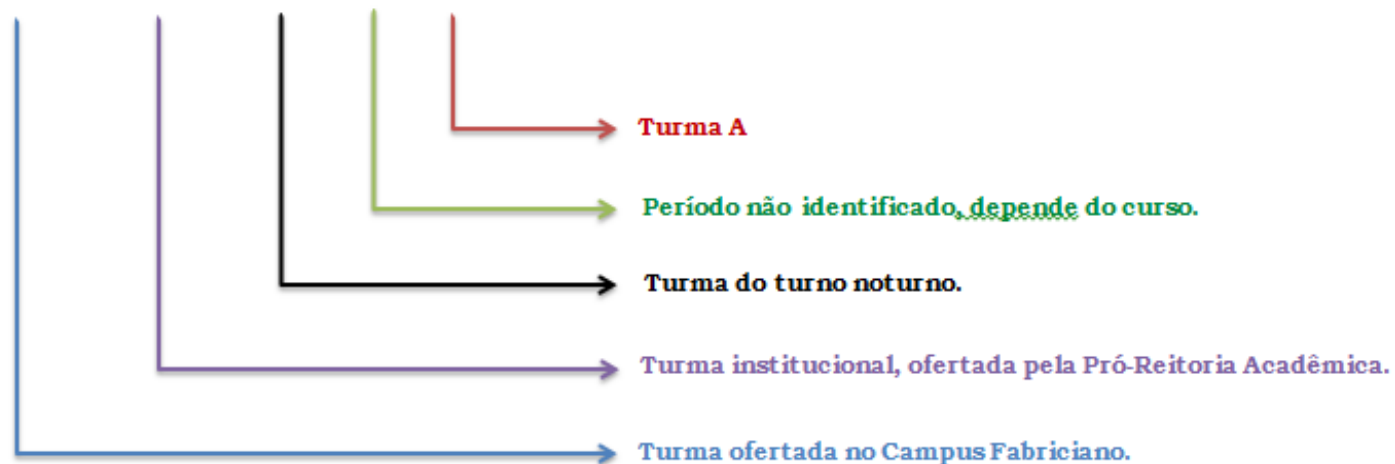 Turma A
Período não identificado, depende do curso.
Turma do turno noturno.
Turma institucional, ofertada pela Pró-Reitoria Acadêmica.
Turma ofertada no Campus Fabriciano.